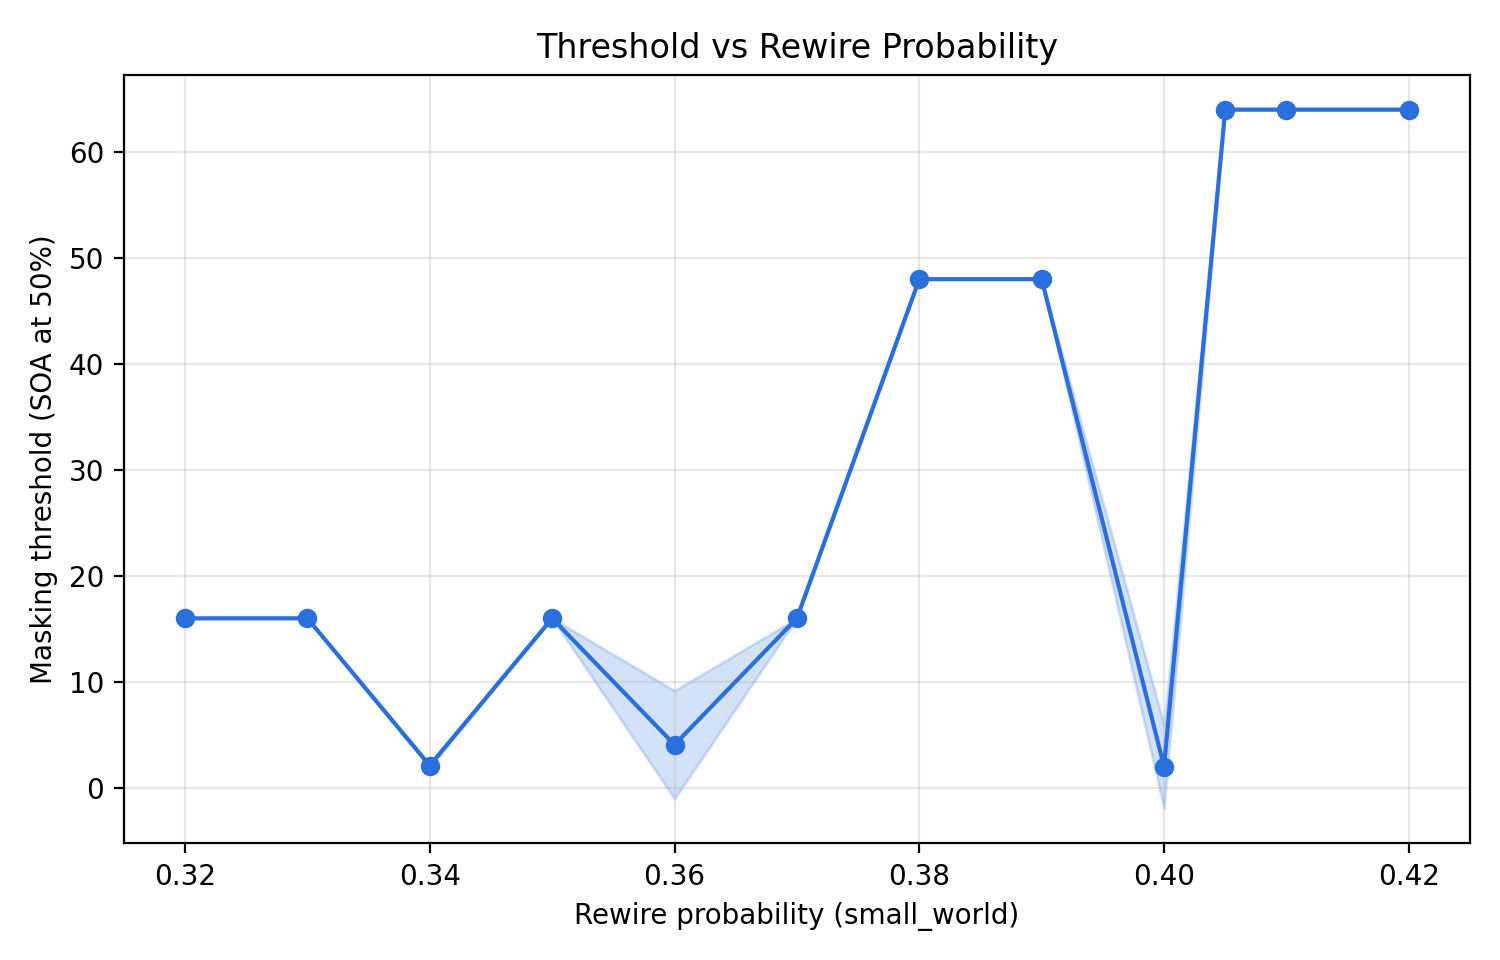 Threshold vs Rewire Probability
Masking threshold (SOA at 50%)
60
50
40
30
20
10
0
0.32 0.34 0.36 0.38 0.40 0.42
Rewire probability (small_world)